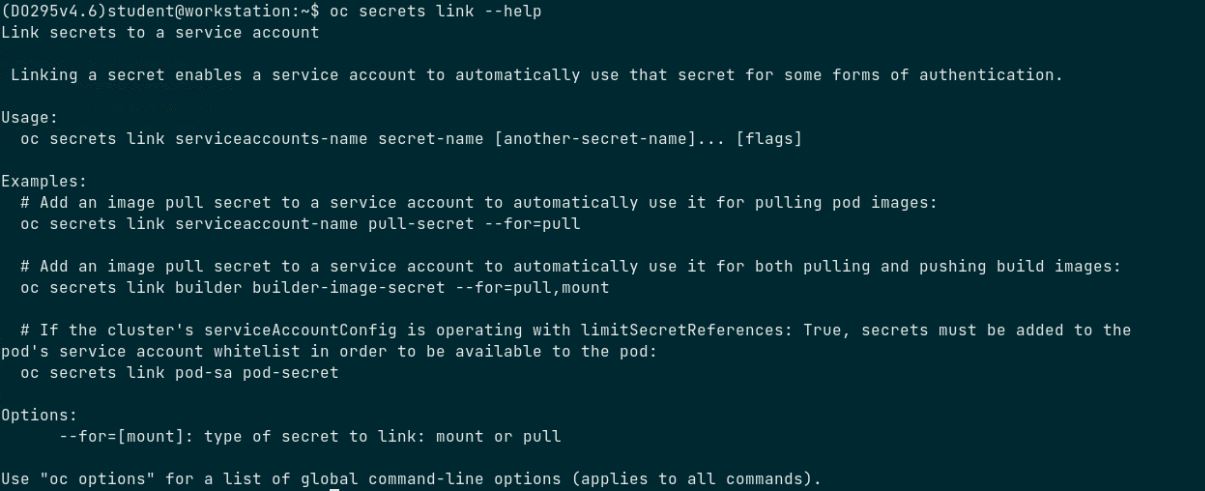 (DO295v4.6)student@workstation:~$ oc secrets link --help
Link secrets to a service account
Linking a secret enables a service account to automatically use that secret for some forms of authentication.
Usage:
oc secrets link serviceaccounts-name secret-name [another-secret-name]... [flags]
Examples:
# Add an image pull secret to a service account to automatically use it for pulling pod images:
oc secrets link serviceaccount-name pull-secret --for=pull
# Add an image pull secret to a service account to automatically use it for both pulling and pushing build images:
oc secrets link builder builder-image-secret --for=pull,mount
# If the cluster's serviceAccountConfig is operating with limitSecretReferences: True, secrets must be added to the
pod's service account whitelist in order to be available to the pod:
oc secrets link pod-sa pod-secret
Options:
--for=[mount]: type of secret to link: mount or pull
Use "oc options" for a list of global command-line options (applies to all commands).